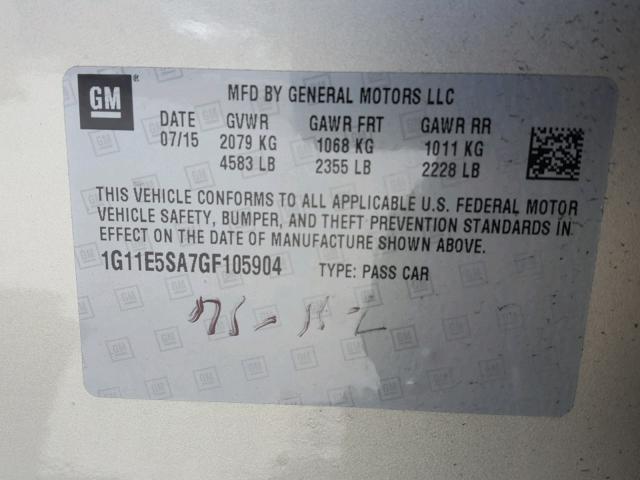 GM ® MFD BY GENERAL MOTORS LLC
DATE GVWR GAWR FRT GAWR RR
07/15 2079 KG 1068 KG 1011 KG
4583 LB 2355 LB 2228 LB
THIS VEHICLE CONFORMS TO ALL APPLICABLE U.S. FEDERAL MOTOR
VEHICLE SAFETY, BUMPER, AND THEFT PREVENTION STANDARDS IN
EFFECT ON THE DATE OF MANUFACTURE SHOWN ABOVE.
1G11E5SA7GF105904 TYPE: PASS CAR